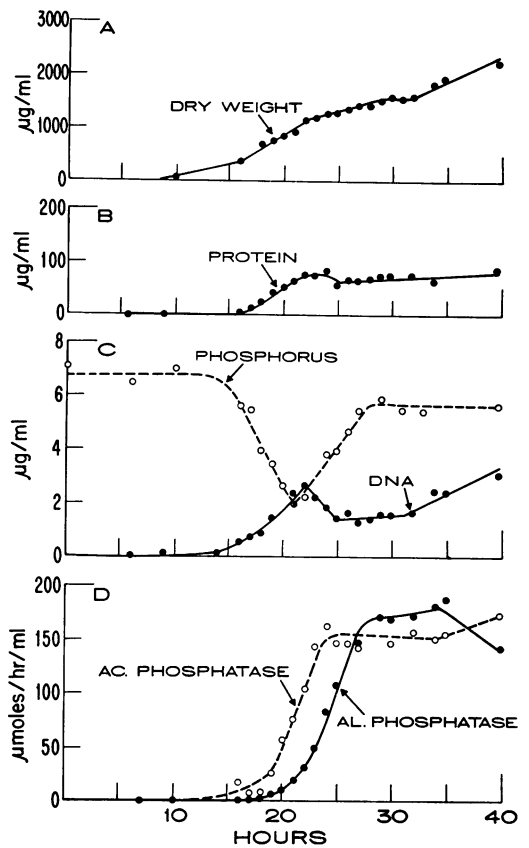 A
3000
2000
1000
0
µg/ml
DRY WEIGHT
B
200
100
0
µg/ml
PROTEIN
C
8
6
4
2
0
µg/ml
PHOSPHORUS
DNA
D
200
150
100
50
0
µmoles/hr/ml
AC. PHOSPHATASE
AL. PHOSPHATASE
10 20 30 40
HOURS